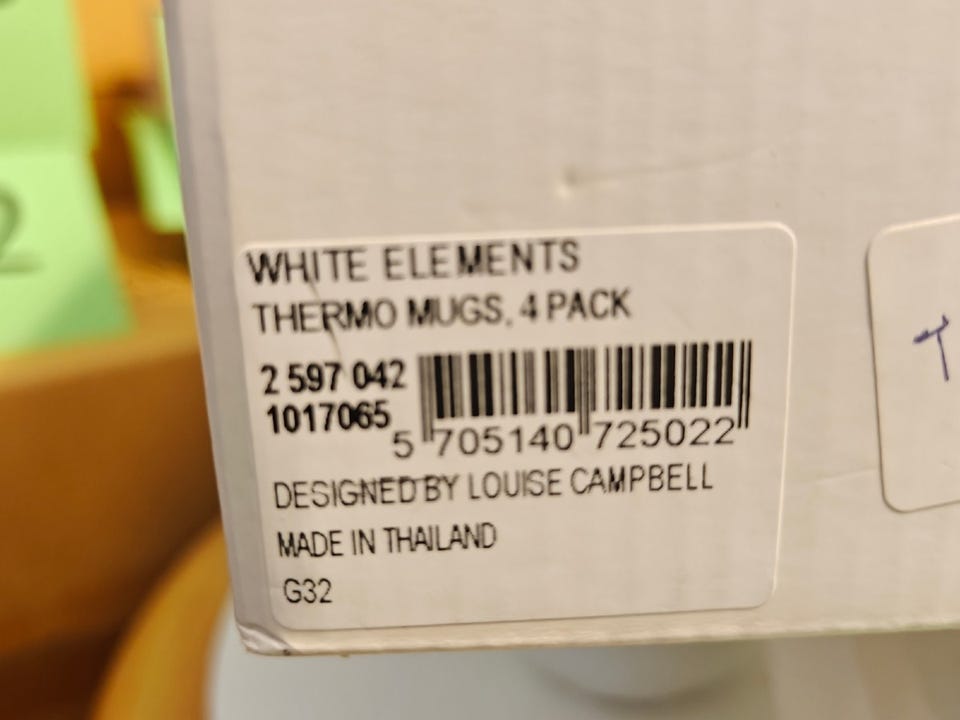 WHITE ELEMENTS
THERMO MUGS, 4 PACK
2 597 042
1017065
5 705140 725022
DESIGNED BY LOUISE CAMPBELL
MADE IN THAILAND
G32
T
2